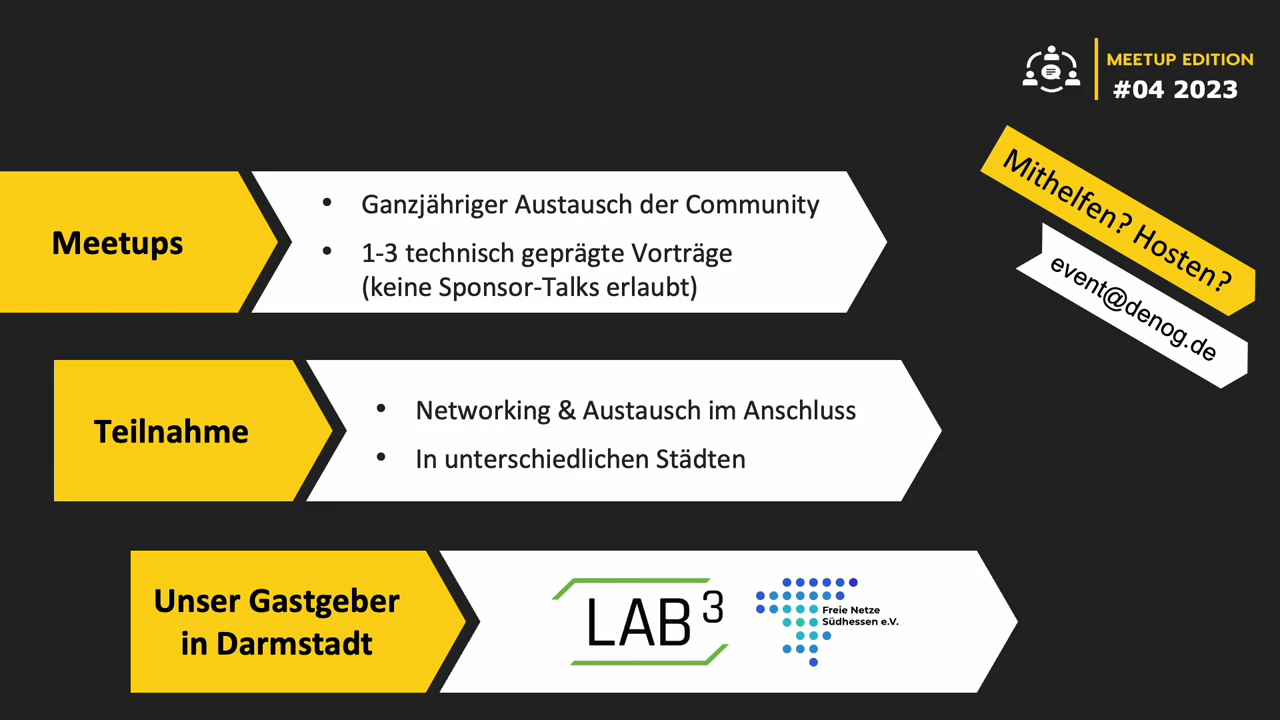 MEETUP EDITION
#04 2023
Mithelfen? Hosten?
event@denog.de
Meetups
• Ganzjähriger Austausch der Community
• 1-3 technisch geprägte Vorträge
(keine Sponsor-Talks erlaubt)
Teilnahme
• Networking & Austausch im Anschluss
• In unterschiedlichen Städten
Unser Gastgeber
in Darmstadt
LAB3
Freie Netze
Südhessen e.V.